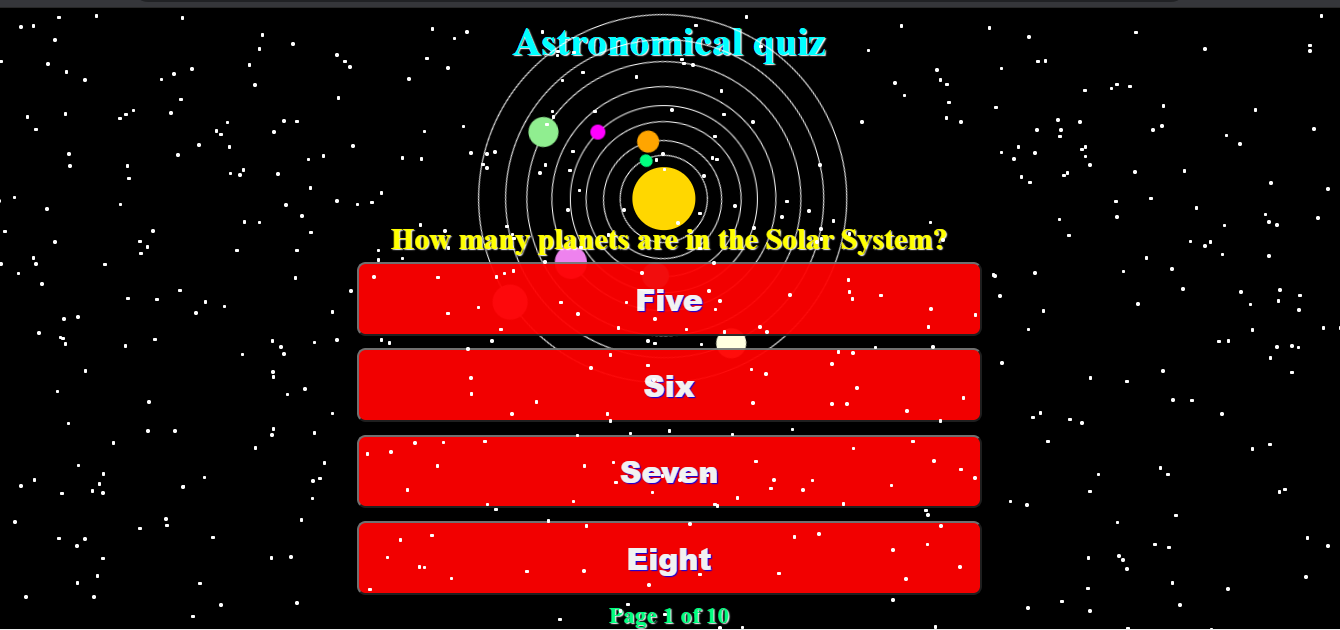 Astronomical quiz
How many planets are in the Solar System?
Five
Six
Seven
Eight
Page 1 of 10